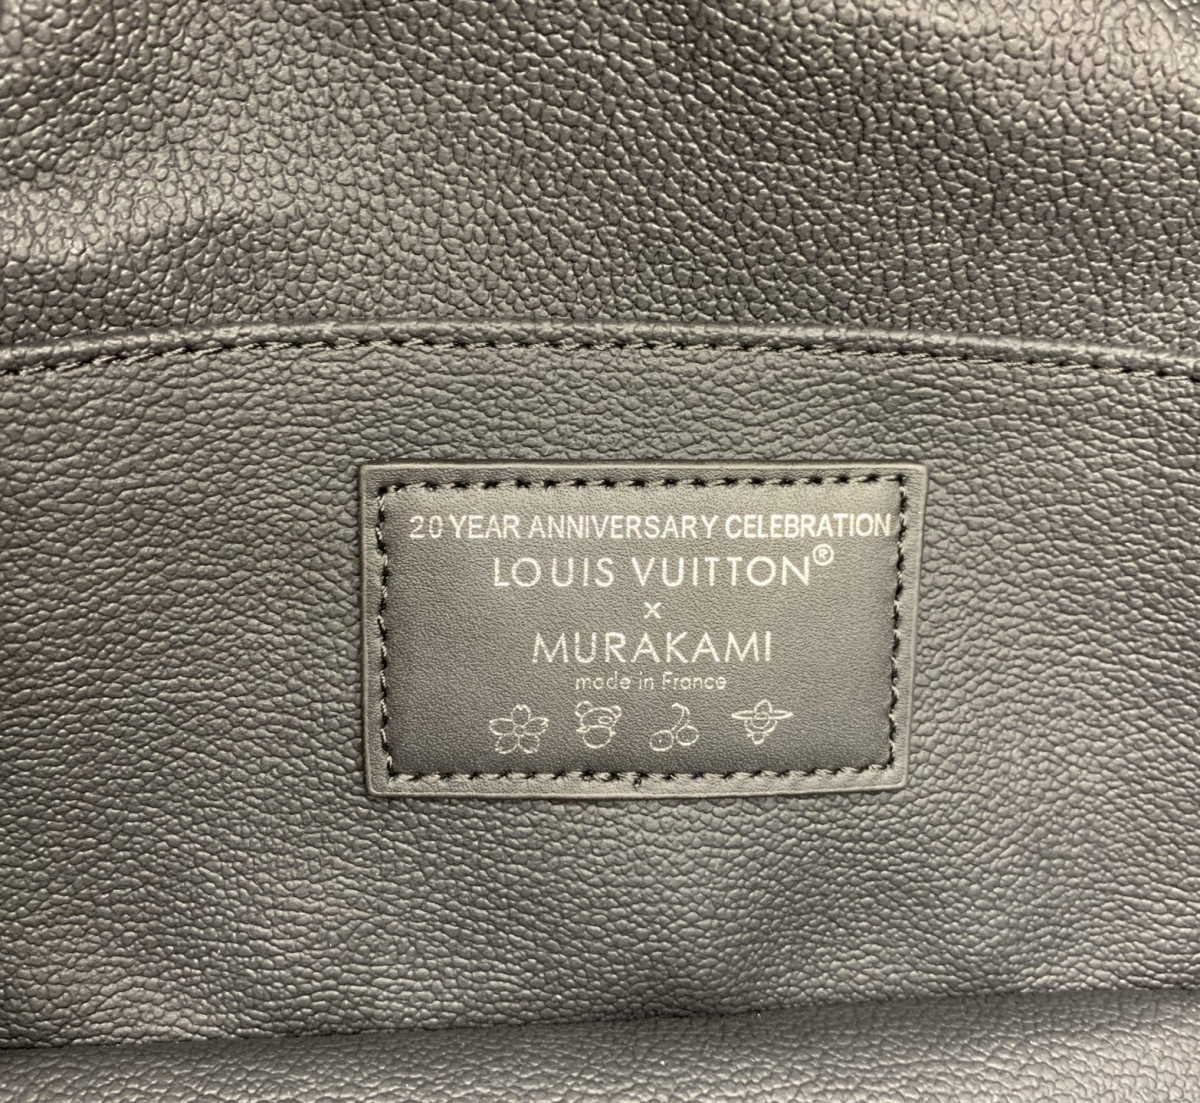 20 YEAR ANNIVERSARY CELEBRATION
LOUIS VUITTON®
x
MURAKAMI
made in France